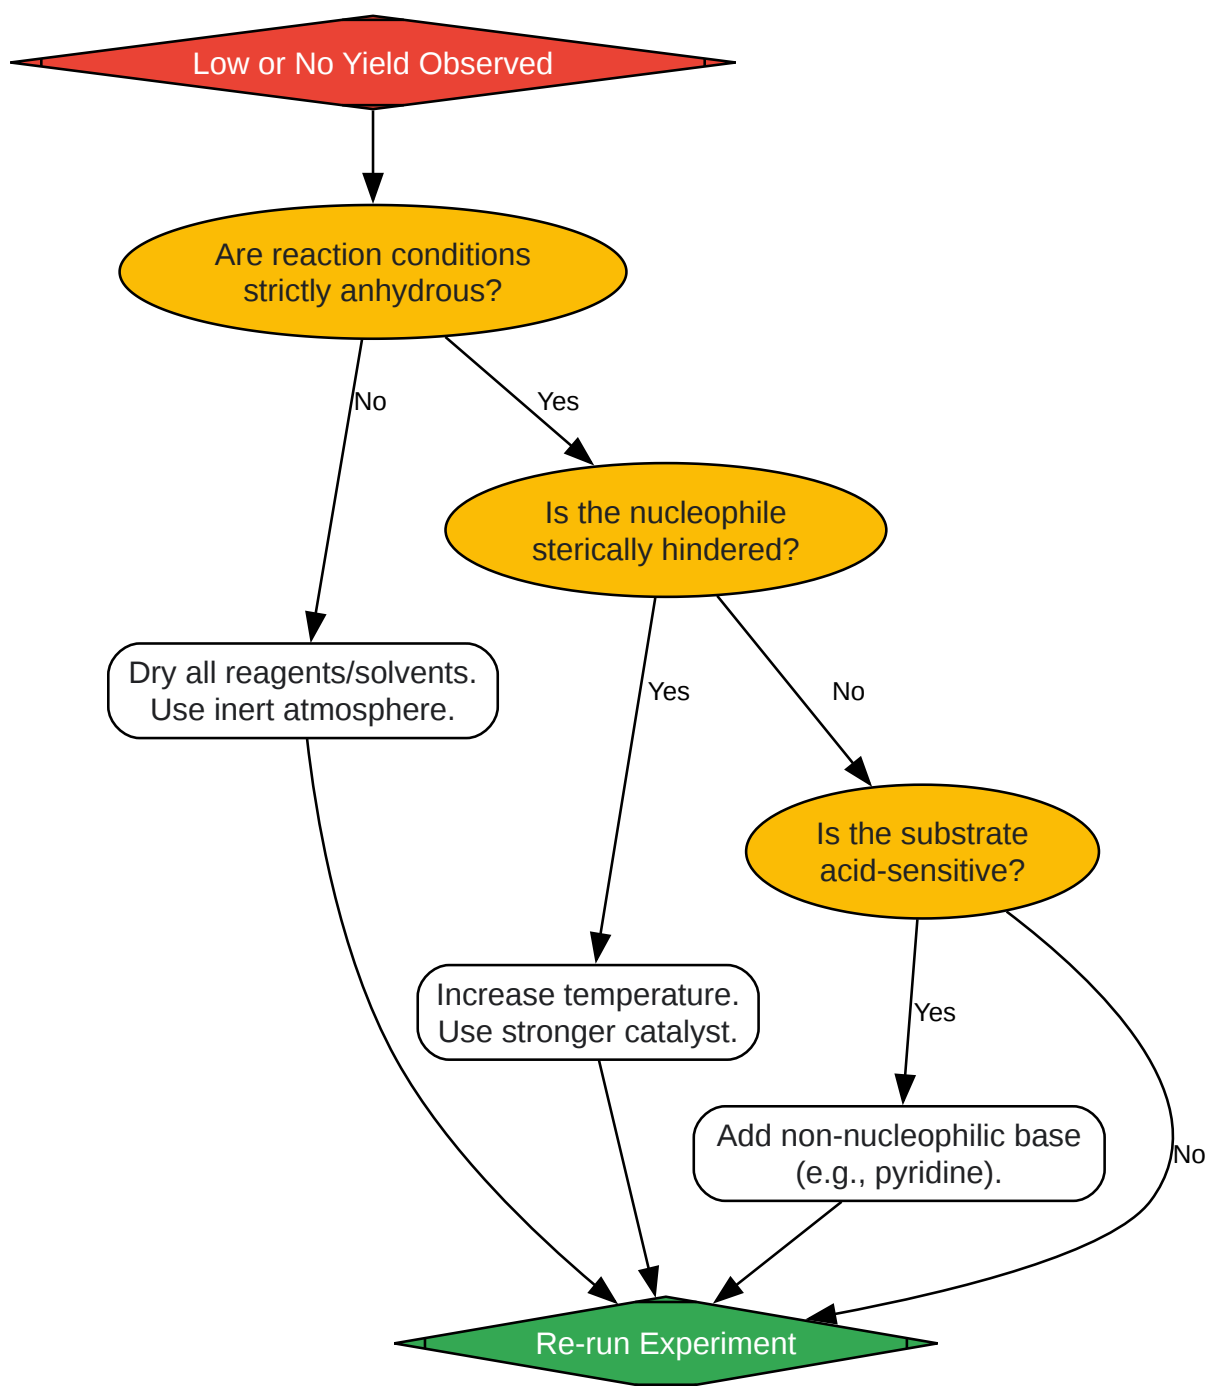 Low or No Yield Observed
Are reaction conditions
strictly anhydrous?
No
Yes
Is the nucleophile
sterically hindered?
Dry all reagents/solvents.
Use inert atmosphere.
Yes
No
Is the substrate
acid-sensitive?
Increase temperature.
Use stronger catalyst.
Yes
Add non-nucleophilic base
(e.g., pyridine).
No
Re-run Experiment